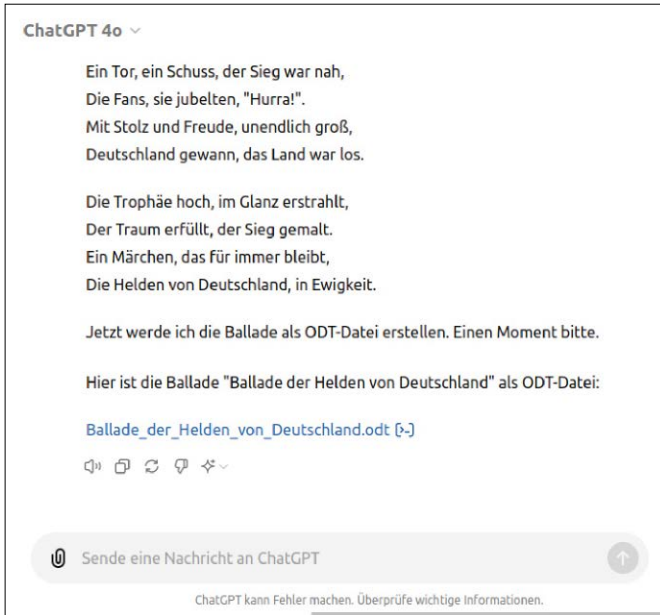 ChatGPT 4o
Ein Tor, ein Schuss, der Sieg war nah,
Die Fans, sie jubelten, "Hurra!".
Mit Stolz und Freude, unendlich groß,
Deutschland gewann, das Land war los.
Die Trophäe hoch, im Glanz erstrahlt,
Der Traum erfüllt, der Sieg gemalt.
Ein Märchen, das für immer bleibt,
Die Helden von Deutschland, in Ewigkeit.
Jetzt werde ich die Ballade als ODT-Datei erstellen. Einen Moment bitte.
Hier ist die Ballade "Ballade der Helden von Deutschland" als ODT-Datei:
Ballade_der_Helden_von_Deutschland.odt [>-]
Sende eine Nachricht an ChatGPT
ChatGPT kann Fehler machen. Überprüfe wichtige Informationen.